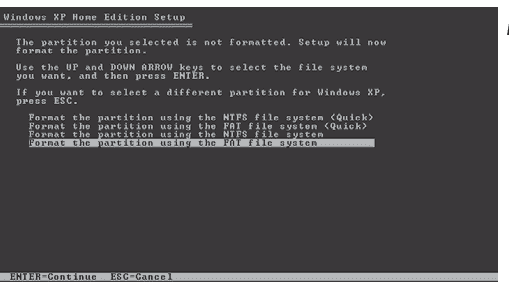 Windows XP Home Edition Setup
The partition you selected is not formatted. Setup will now
format the partition.
Use the UP and DOWN ARROW keys to select the file system
you want, and then press ENTER.
If you want to select a different partition for Windows XP,
press ESC.
Format the partition using the NTFS file system (Quick)
Format the partition using the FAT file system (Quick)
Format the partition using the NTFS file system
Format the partition using the FAT file system
ENTER=Continue ESC=Cancel